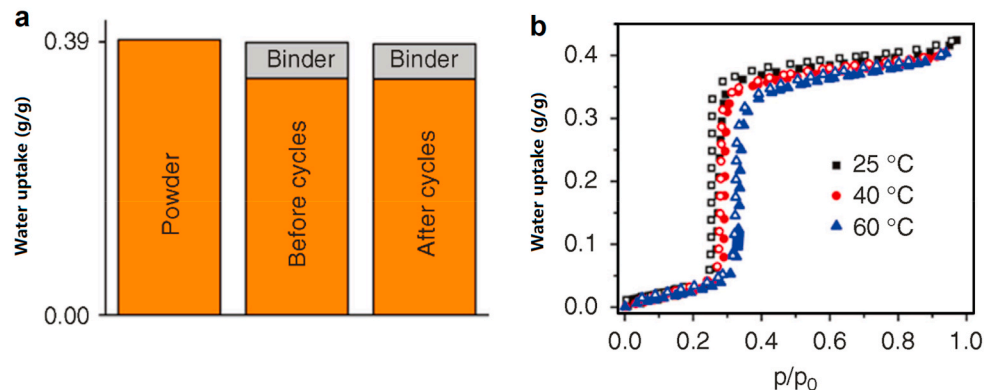 a
Water uptake (g/g)
0.39
0.00
Powder
Binder
Before cycles
Binder
After cycles
b
Water uptake (g/g)
0.4
0.3
0.2
0.1
0.0
25 °C
40 °C
60 °C
0.0 0.2 0.4 0.6 0.8 1.0
p/p₀